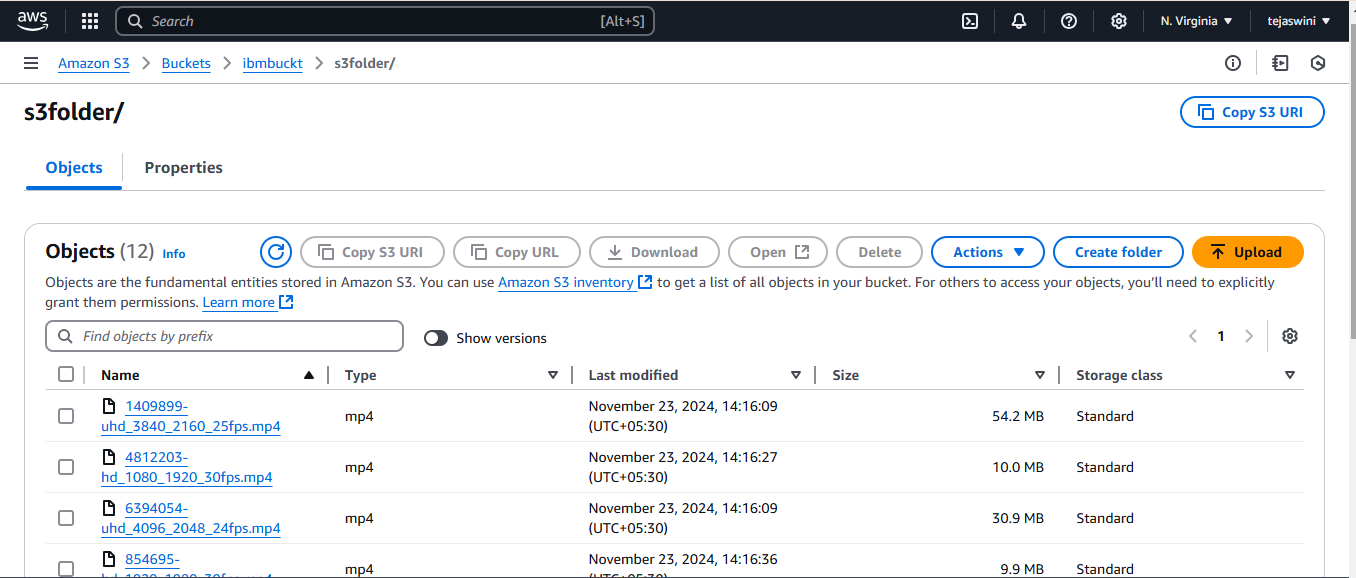 aws Search [Alt+S] N. Virginia tejaswini
Amazon S3 Buckets ibmbuckt s3folder/
s3folder/ Copy S3 URI
Objects Properties
Objects (12) Info Copy S3 URI Copy URL Download Open Delete Actions Create folder Upload
Objects are the fundamental entities stored in Amazon S3. You can use Amazon S3 inventory to get a list of all objects in your bucket. For others to access your objects, you'll need to explicitly
grant them permissions. Learn more
Find objects by prefix Show versions 1
Name Type Last modified Size Storage class
1409899- November 23, 2024, 14:16:09
mp4 54.2 MB Standard
uhd_3840_2160_25fps.mp4 (UTC+05:30)
4812203- November 23, 2024, 14:16:27
mp4 10.0 MB Standard
hd_1080_1920_30fps.mp4 (UTC+05:30)
6394054- November 23, 2024, 14:16:09
mp4 30.9 MB Standard
uhd_4096_2048_24fps.mp4 (UTC+05:30)
854695- November 23, 2024, 14:16:36
mp4 9.9 MB Standard